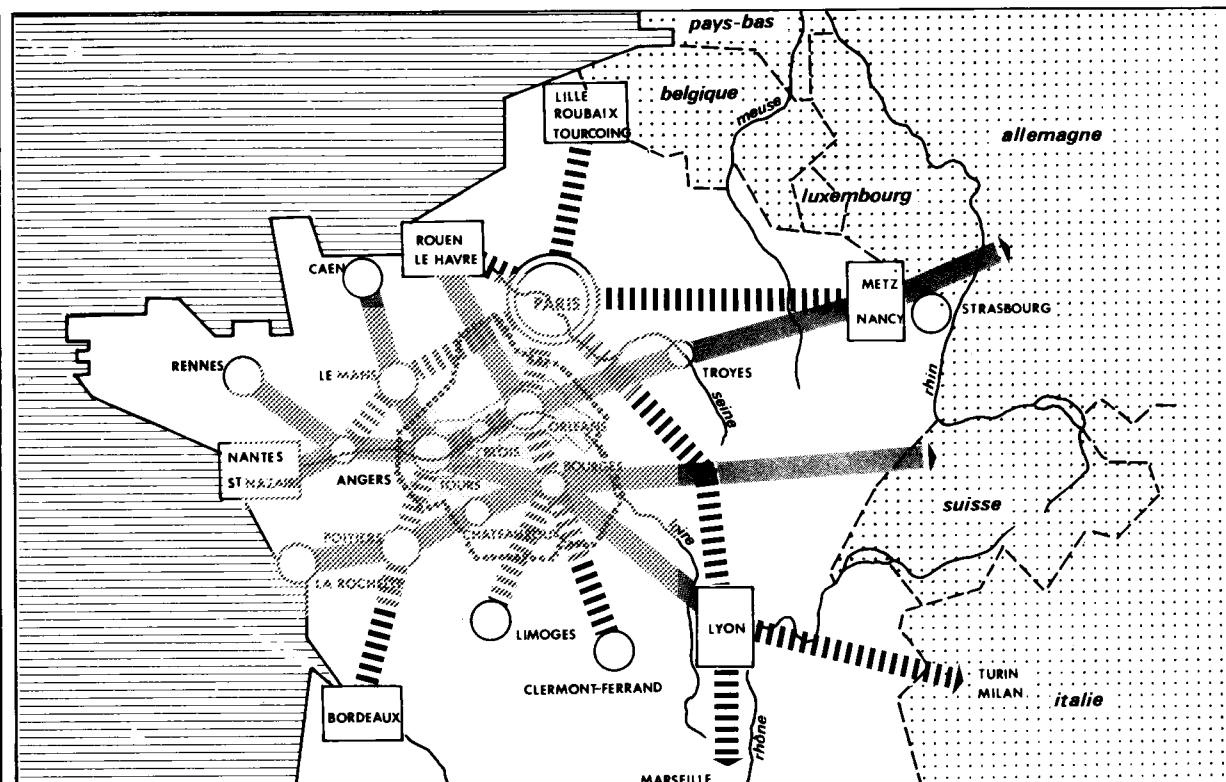 pays-bas
belgique
meuse
allemagne
luxembourg
LILLE
ROUBAIX
TOURCOING
ROUEN
LE HAVRE
CAEN
PARIS
METZ
NANCY
STRASBOURG
RENNES
LE MANS
TROYES
seine
rhin
ORLEANS
NANTES
ST NAZAIRE
ANGERS
BLOIS
TOURS
BOURGES
suisse
loire
POITIERS
CHATEAUROUX
LA ROCHELLE
LIMOGES
LYON
CLERMONT-FERRAND
TURIN
MILAN
italie
BORDEAUX
rhône
MARSEILLE